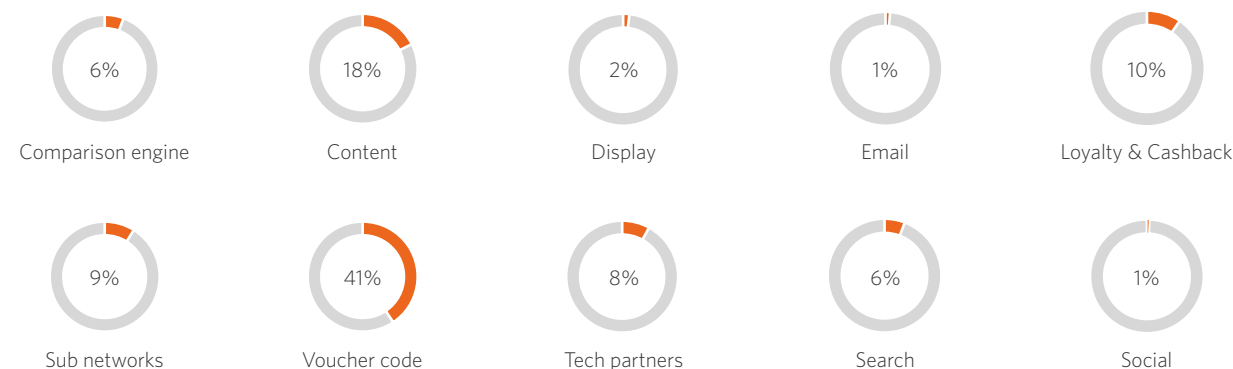 6%
18%
2%
1%
10%
Comparison engine
Content
Display
Email
Loyalty & Cashback
9%
41%
8%
6%
1%
Sub networks
Voucher code
Tech partners
Search
Social